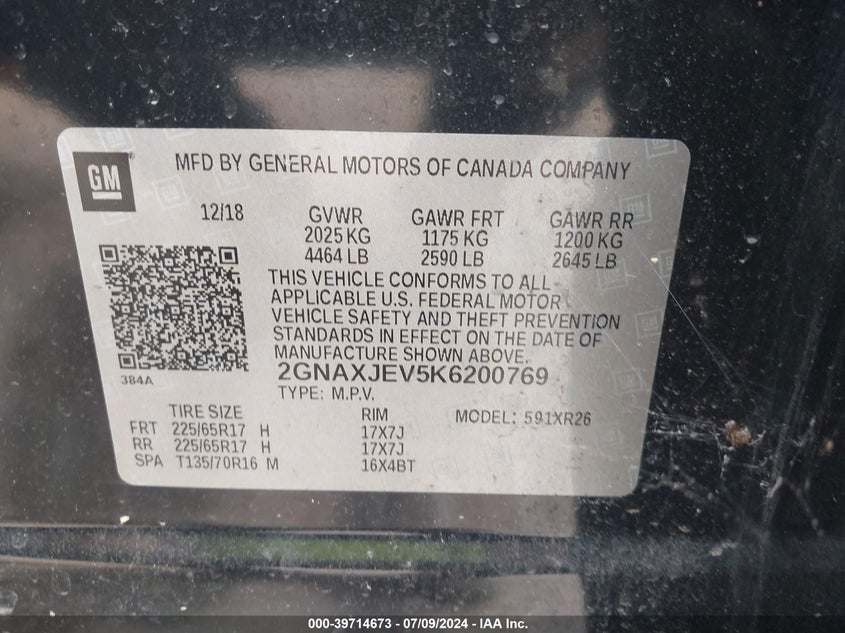 GM
MFD BY GENERAL MOTORS OF CANADA COMPANY
12/18 GVWR GAWR FRT GAWR RR
2025 KG 1175 KG 1200 KG
4464 LB 2590 LB 2645 LB
THIS VEHICLE CONFORMS TO ALL
APPLICABLE U.S. FEDERAL MOTOR
VEHICLE SAFETY AND THEFT PREVENTION
STANDARDS IN EFFECT ON THE DATE OF
MANUFACTURE SHOWN ABOVE.
384A
2GNAXJEV5K6200769
TYPE: M.P.V.
TIRE SIZE RIM MODEL: 591XR26
FRT 225/65R17 H 17X7J
RR 225/65R17 H 17X7J
SPA T135/70R16 M 16X4BT
000-39714673 - 07/09/2024 - IAA Inc.